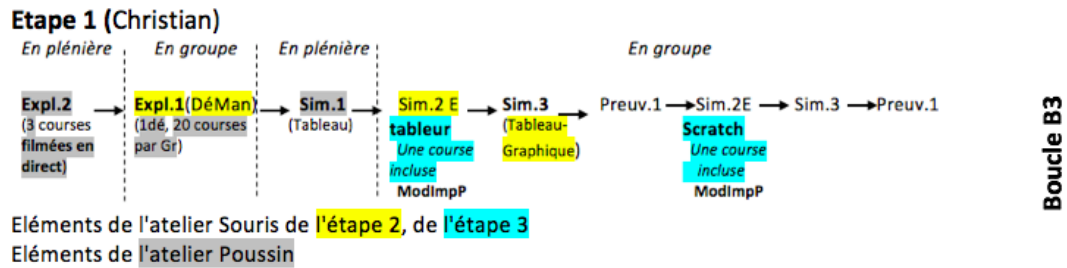 Etape 1 (Christian)
En plénière En groupe En plénière En groupe
Expl.2 Expl.1(DéMan) Sim.1 Sim.2 E Sim.3 Preuv.1 Sim.2E Sim.3 Preuv.1
(3 courses (1dé, 20 courses (Tableau) tableur (Tableau- Scratch
filmées en par Gr) Une course Graphique) Une course
direct) incluse incluse
ModImpP ModImpP
Boucle B3
Eléments de l'atelier Souris de l'étape 2, de l'étape 3
Eléments de l'atelier Poussin